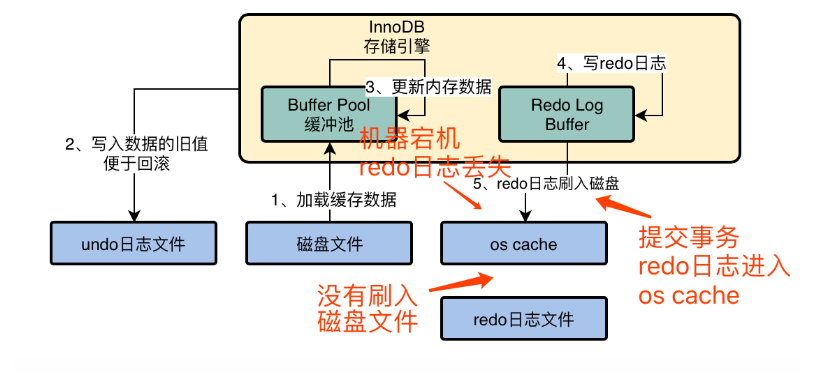 InnoDB
存储引擎
4、写redo日志
3、更新内存数据
Buffer Pool
缓冲池
Redo Log
Buffer
2、写入数据的旧值
便于回滚
机器宕机
redo日志丢失
5、redo日志刷入磁盘
1、加载缓存数据
undo日志文件
磁盘文件
os cache
提交事务
redo日志进入
os cache
没有刷入
磁盘文件
redo日志文件